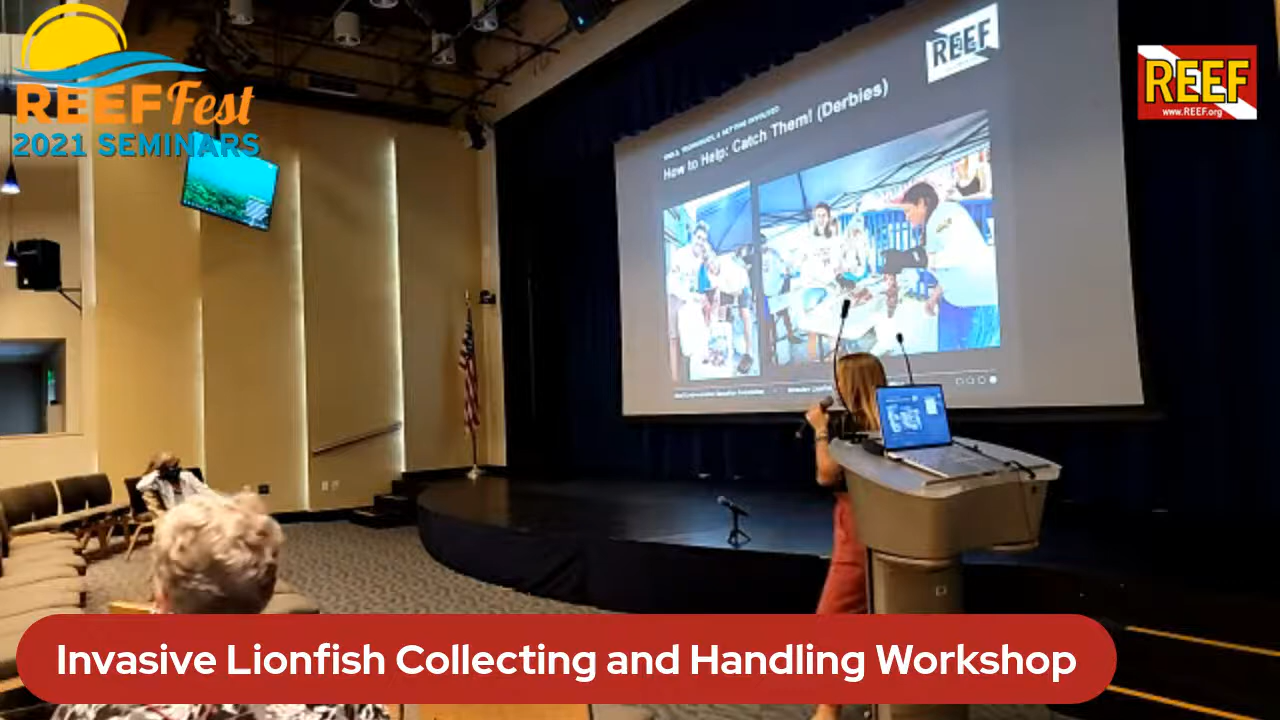 REEF Fest
2021 SEMINARS
REEF
REEF
www.REEF.org
How to Help: Catch Them! (Derbies)
Invasive Lionfish Collecting and Handling Workshop